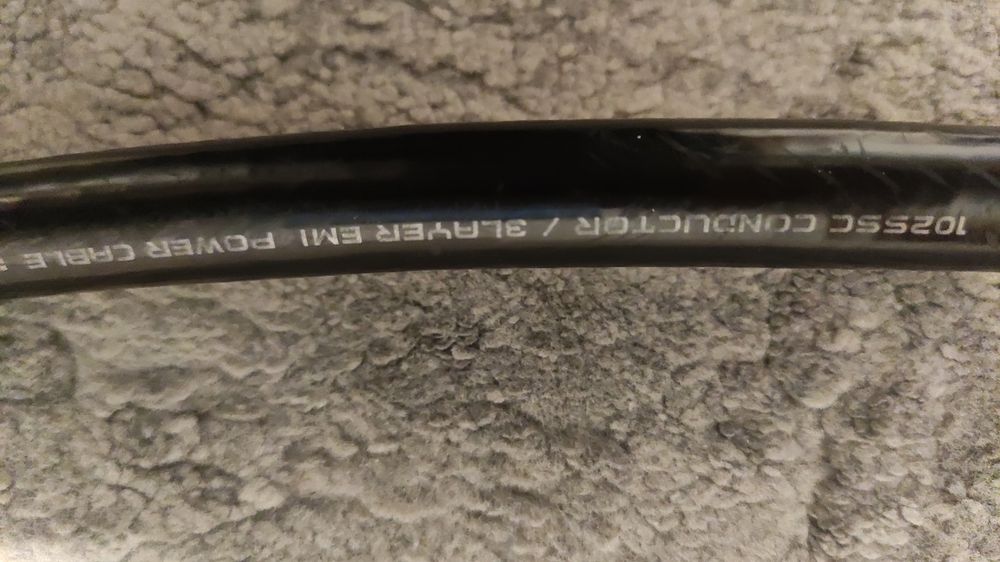 102SSC CONDUCTOR / 3LAYER EMI POWER CABLE